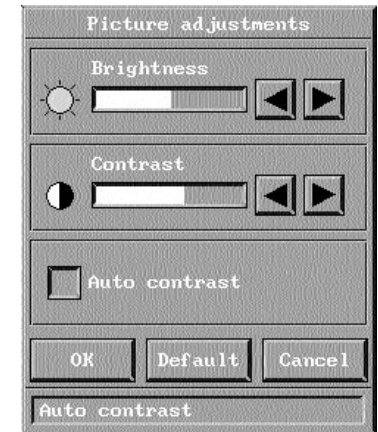 Picture adjustments
Brightness
Contrast
Auto contrast
OK Default Cancel
Auto contrast